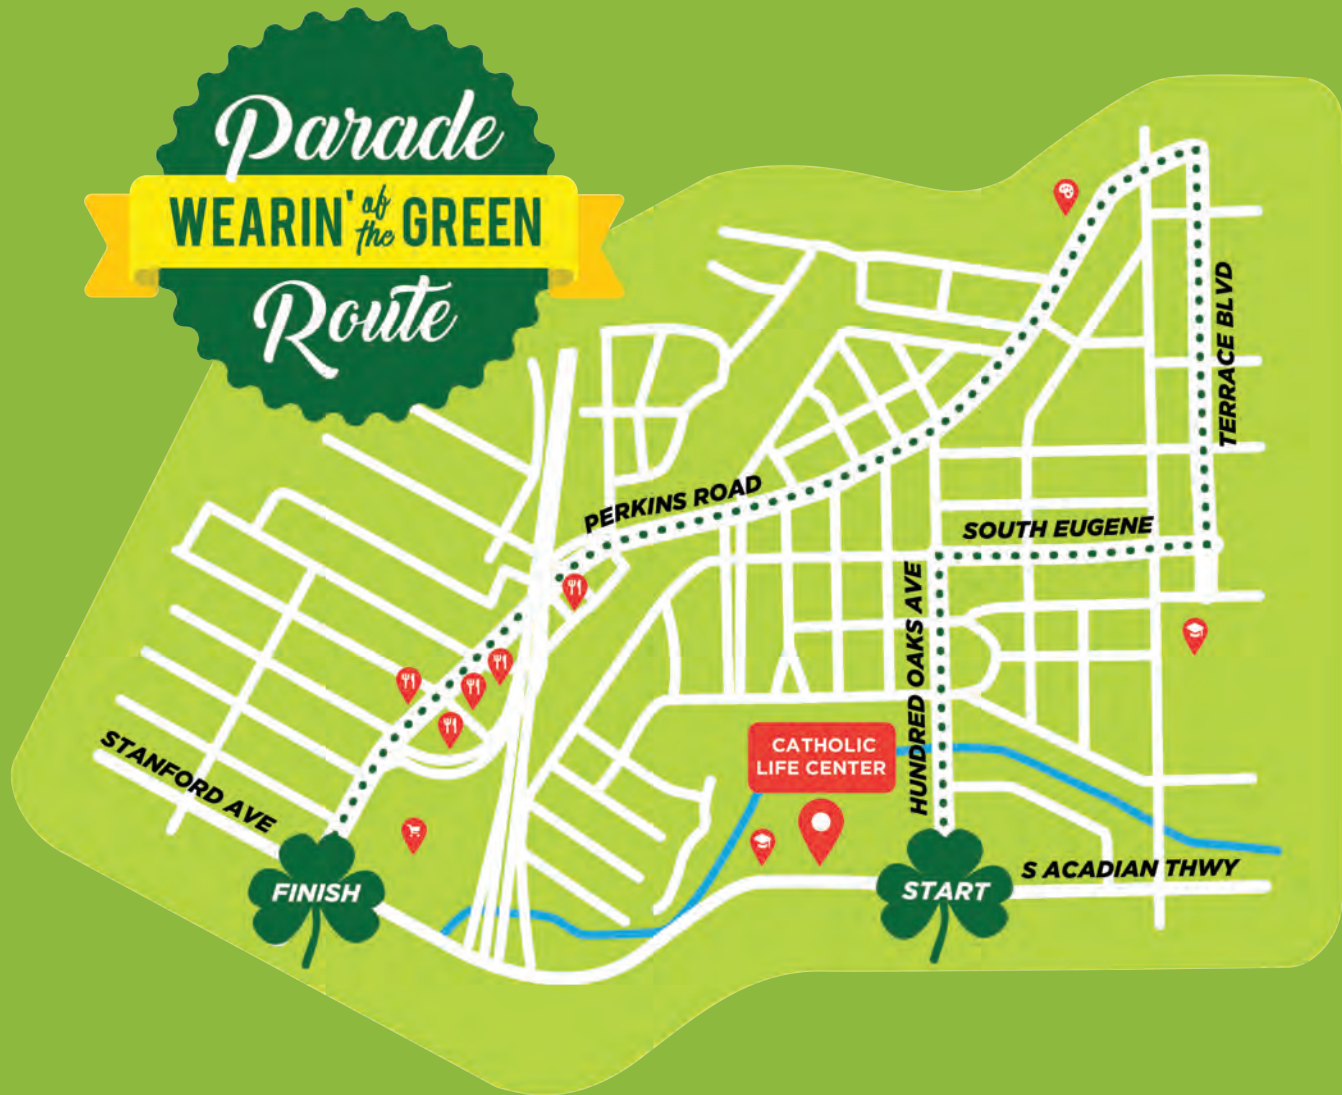 Parade
WEARIN' of the GREEN
Route
TERRACE BLVD
PERKINS ROAD
SOUTH EUGENE
HUNDRED OAKS AVE
CATHOLIC
LIFE CENTER
STANFORD AVE
S ACADIAN THWY
FINISH
START